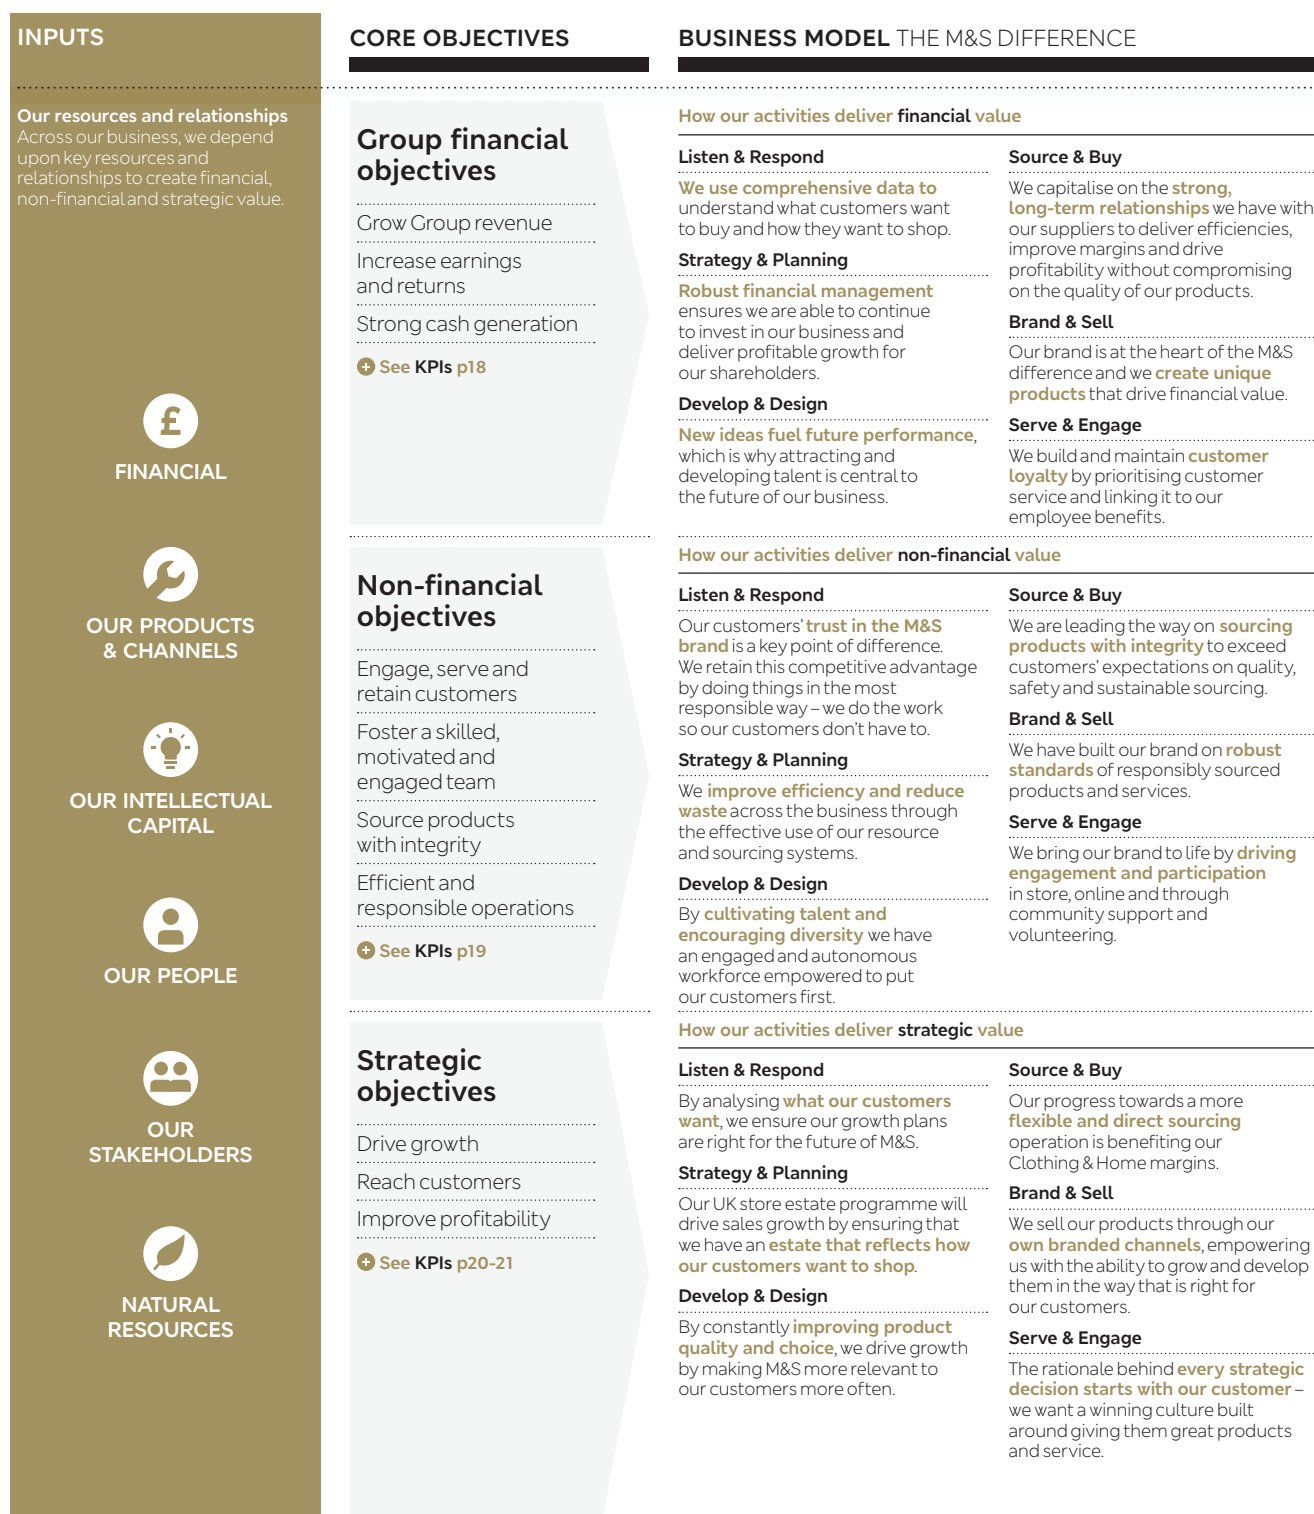 INPUTS
Our resources and relationships
Across our business, we depend
upon key resources and
relationships to create financial,
non-financial and strategic value.
£
FINANCIAL
OUR PRODUCTS
& CHANNELS
OUR INTELLECTUAL
CAPITAL
OUR PEOPLE
OUR
STAKEHOLDERS
NATURAL
RESOURCES
CORE OBJECTIVES
Group financial
objectives
Grow Group revenue
Increase earnings
and returns
Strong cash generation
See KPIs p18
Non-financial
objectives
Engage, serve and
retain customers
Foster a skilled,
motivated and
engaged team
Source products
with integrity
Efficient and
responsible operations
See KPIs p19
Strategic
objectives
Drive growth
Reach customers
Improve profitability
See KPIs p20-21
BUSINESS MODEL THE M&S DIFFERENCE
How our activities deliver financial value
Listen & Respond
We use comprehensive data to
understand what customers want
to buy and how they want to shop.
Strategy & Planning
Robust financial management
ensures we are able to continue
to invest in our business and
deliver profitable growth for
our shareholders.
Develop & Design
New ideas fuel future performance,
which is why attracting and
developing talent is central to
the future of our business.
Source & Buy
We capitalise on the strong,
long-term relationships we have with
our suppliers to deliver efficiencies,
improve margins and drive
profitability without compromising
on the quality of our products.
Brand & Sell
Our brand is at the heart of the M&S
difference and we create unique
products that drive financial value.
Serve & Engage
We build and maintain customer
loyalty by prioritising customer
service and linking it to our
employee benefits.
How our activities deliver non-financial value
Listen & Respond
Our customers' trust in the M&S
brand is a key point of difference.
We retain this competitive advantage
by doing things in the most
responsible way – we do the work
so our customers don't have to.
Strategy & Planning
We improve efficiency and reduce
waste across the business through
the effective use of our resource
and sourcing systems.
Develop & Design
By cultivating talent and
encouraging diversity we have
an engaged and autonomous
workforce empowered to put
our customers first.
Source & Buy
We are leading the way on sourcing
products with integrity to exceed
customers' expectations on quality,
safety and sustainable sourcing.
Brand & Sell
We have built our brand on robust
standards of responsibly sourced
products and services.
Serve & Engage
We bring our brand to life by driving
engagement and participation
in store, online and through
community support and
volunteering.
How our activities deliver strategic value
Listen & Respond
By analysing what our customers
want, we ensure our growth plans
are right for the future of M&S.
Strategy & Planning
Our UK store estate programme will
drive sales growth by ensuring that
we have an estate that reflects how
our customers want to shop.
Develop & Design
By constantly improving product
quality and choice, we drive growth
by making M&S more relevant to
our customers more often.
Source & Buy
Our progress towards a more
flexible and direct sourcing
operation is benefiting our
Clothing & Home margins.
Brand & Sell
We sell our products through our
own branded channels, empowering
us with the ability to grow and develop
them in the way that is right for
our customers.
Serve & Engage
The rationale behind every strategic
decision starts with our customer –
we want a winning culture built
around giving them great products
and service.